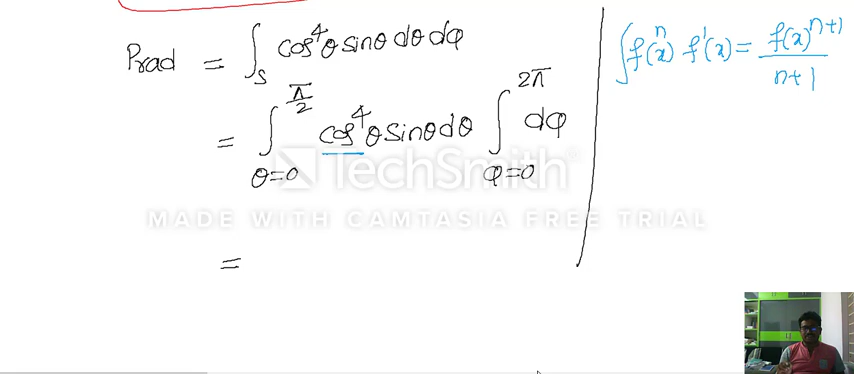 Prad = ∫_S cos⁴θ sinθ dθ dφ
= ∫_{θ=0}^{π/2} cos⁴θ sinθ dθ ∫_{φ=0}^{2π} dφ
=
∫ f(x)ⁿ f'(x) = f(x)ⁿ⁺¹ / n+1
TechSmith
MADE WITH CAMTASIA FREE TRIAL